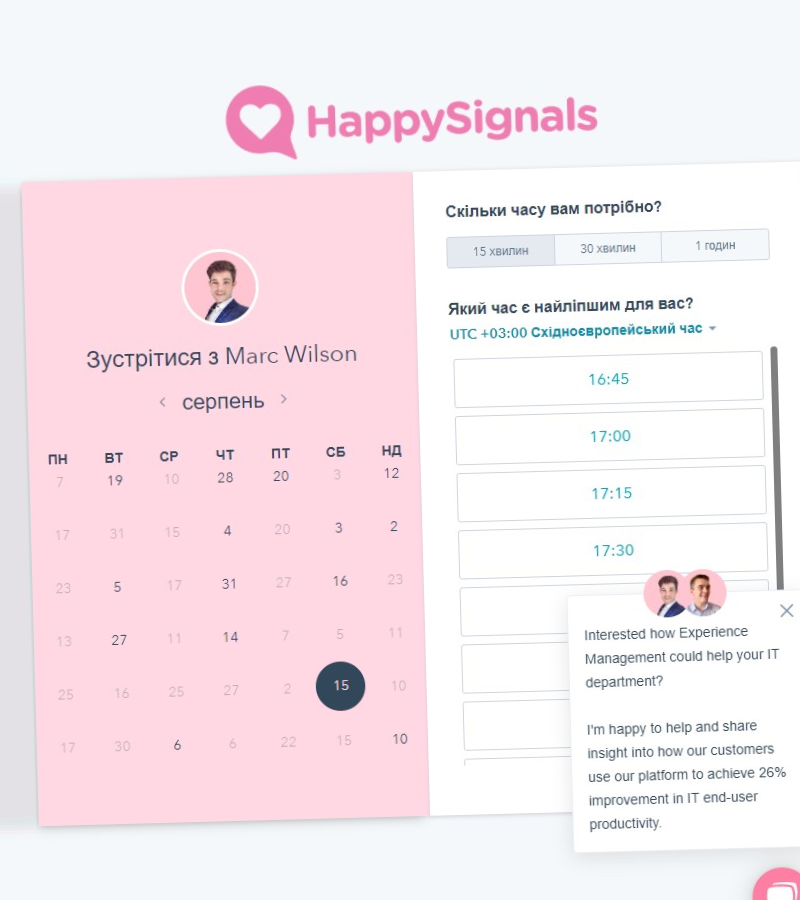 HappySignals
Зустрітися з Marc Wilson
серпень
ПН ВТ СР ЧТ ПТ СБ НД
7 19 10 28 20 3 12
17 31 15 4 20 3 2
23 5 17 31 27 16 23
13 27 11 14 7 5 11
25 16 25 27 2 15 10
17 30 6 6 22 15 10
Скільки часу вам потрібно?
15 хвилин 30 хвилин 1 годин
Який час є найліпшим для вас?
UTC +03:00 Східноєвропейський час
16:45
17:00
17:15
17:30
Interested how Experience
Management could help your IT
department?
I'm happy to help and share
insight into how our customers
use our platform to achieve 26%
improvement in IT end-user
productivity.